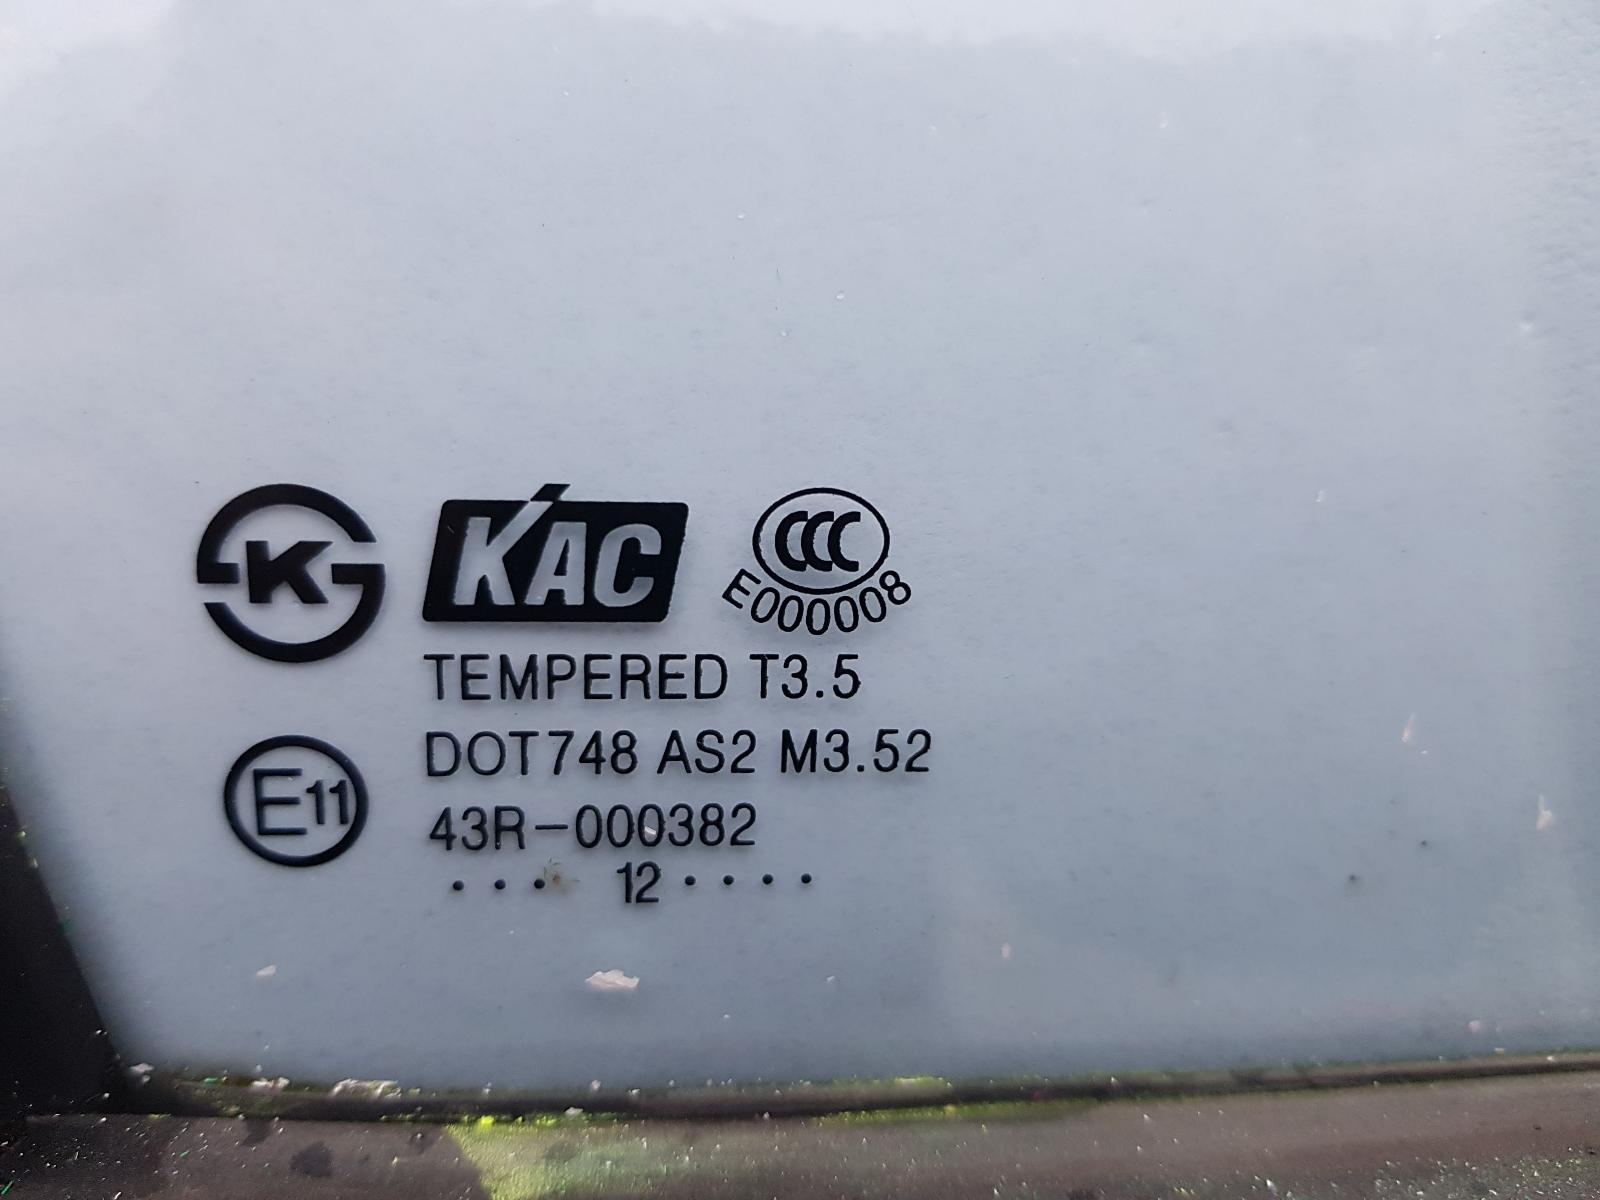 K
KAC
CCC
E000008
TEMPERED T3.5
E11
DOT748 AS2 M3.52
43R-000382
... 12 ....